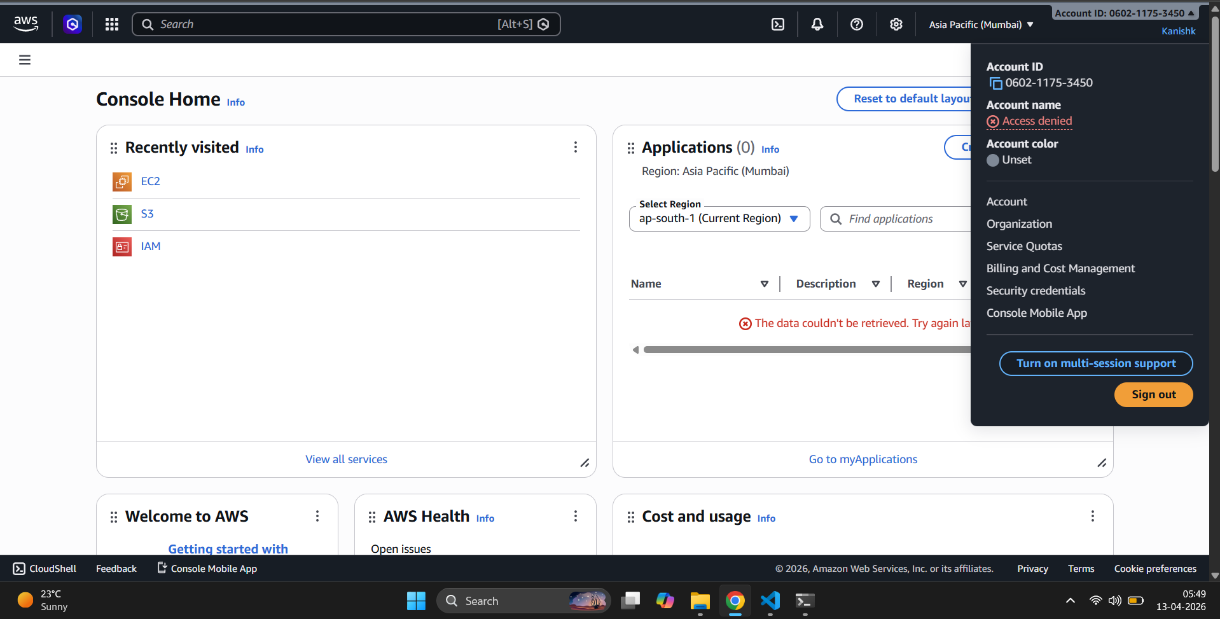 aws
Search
[Alt+S]
Asia Pacific (Mumbai)
Account ID: 0602-1175-3450
Kanishk
Account ID
0602-1175-3450
Account name
Access denied
Account color
Unset
Account
Organization
Service Quotas
Billing and Cost Management
Security credentials
Console Mobile App
Turn on multi-session support
Sign out
Console Home Info
Reset to default layou
Recently visited Info
EC2
S3
IAM
View all services
Applications (0) Info
Region: Asia Pacific (Mumbai)
Select Region
ap-south-1 (Current Region)
Find applications
Name
Description
Region
The data couldn't be retrieved. Try again la
Go to myApplications
Welcome to AWS
Getting started with
AWS Health Info
Open issues
Cost and usage Info
CloudShell
Feedback
Console Mobile App
© 2026, Amazon Web Services, Inc. or its affiliates.
Privacy
Terms
Cookie preferences
23°C
Sunny
Search
05:49
13-04-2026